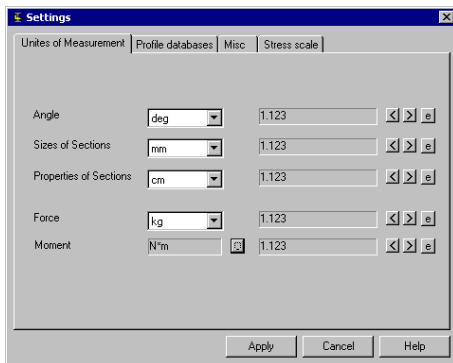 Settings
Unites of Measurement Profile databases Misc Stress scale
Angle deg 1.123 < > e
Sizes of Sections mm 1.123 < > e
Properties of Sections cm 1.123 < > e
Force kg 1.123 < > e
Moment N*m 1.123 < > e
Apply Cancel Help